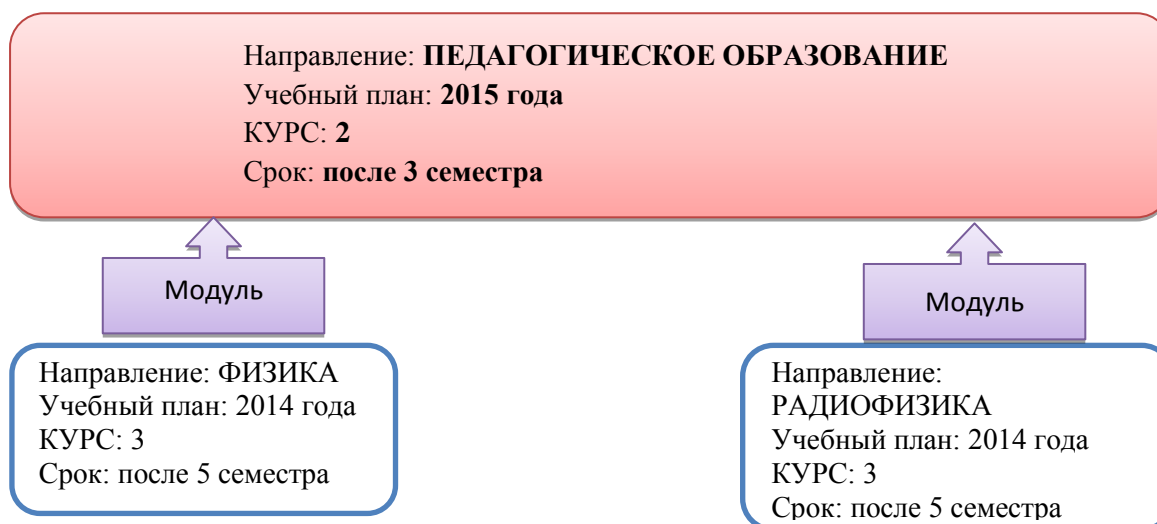 Направление: ПЕДАГОГИЧЕСКОЕ ОБРАЗОВАНИЕ
Учебный план: 2015 года
КУРС: 2
Срок: после 3 семестра
Модуль
Модуль
Направление: ФИЗИКА
Учебный план: 2014 года
КУРС: 3
Срок: после 5 семестра
Направление:
РАДИОФИЗИКА
Учебный план: 2014 года
КУРС: 3
Срок: после 5 семестра